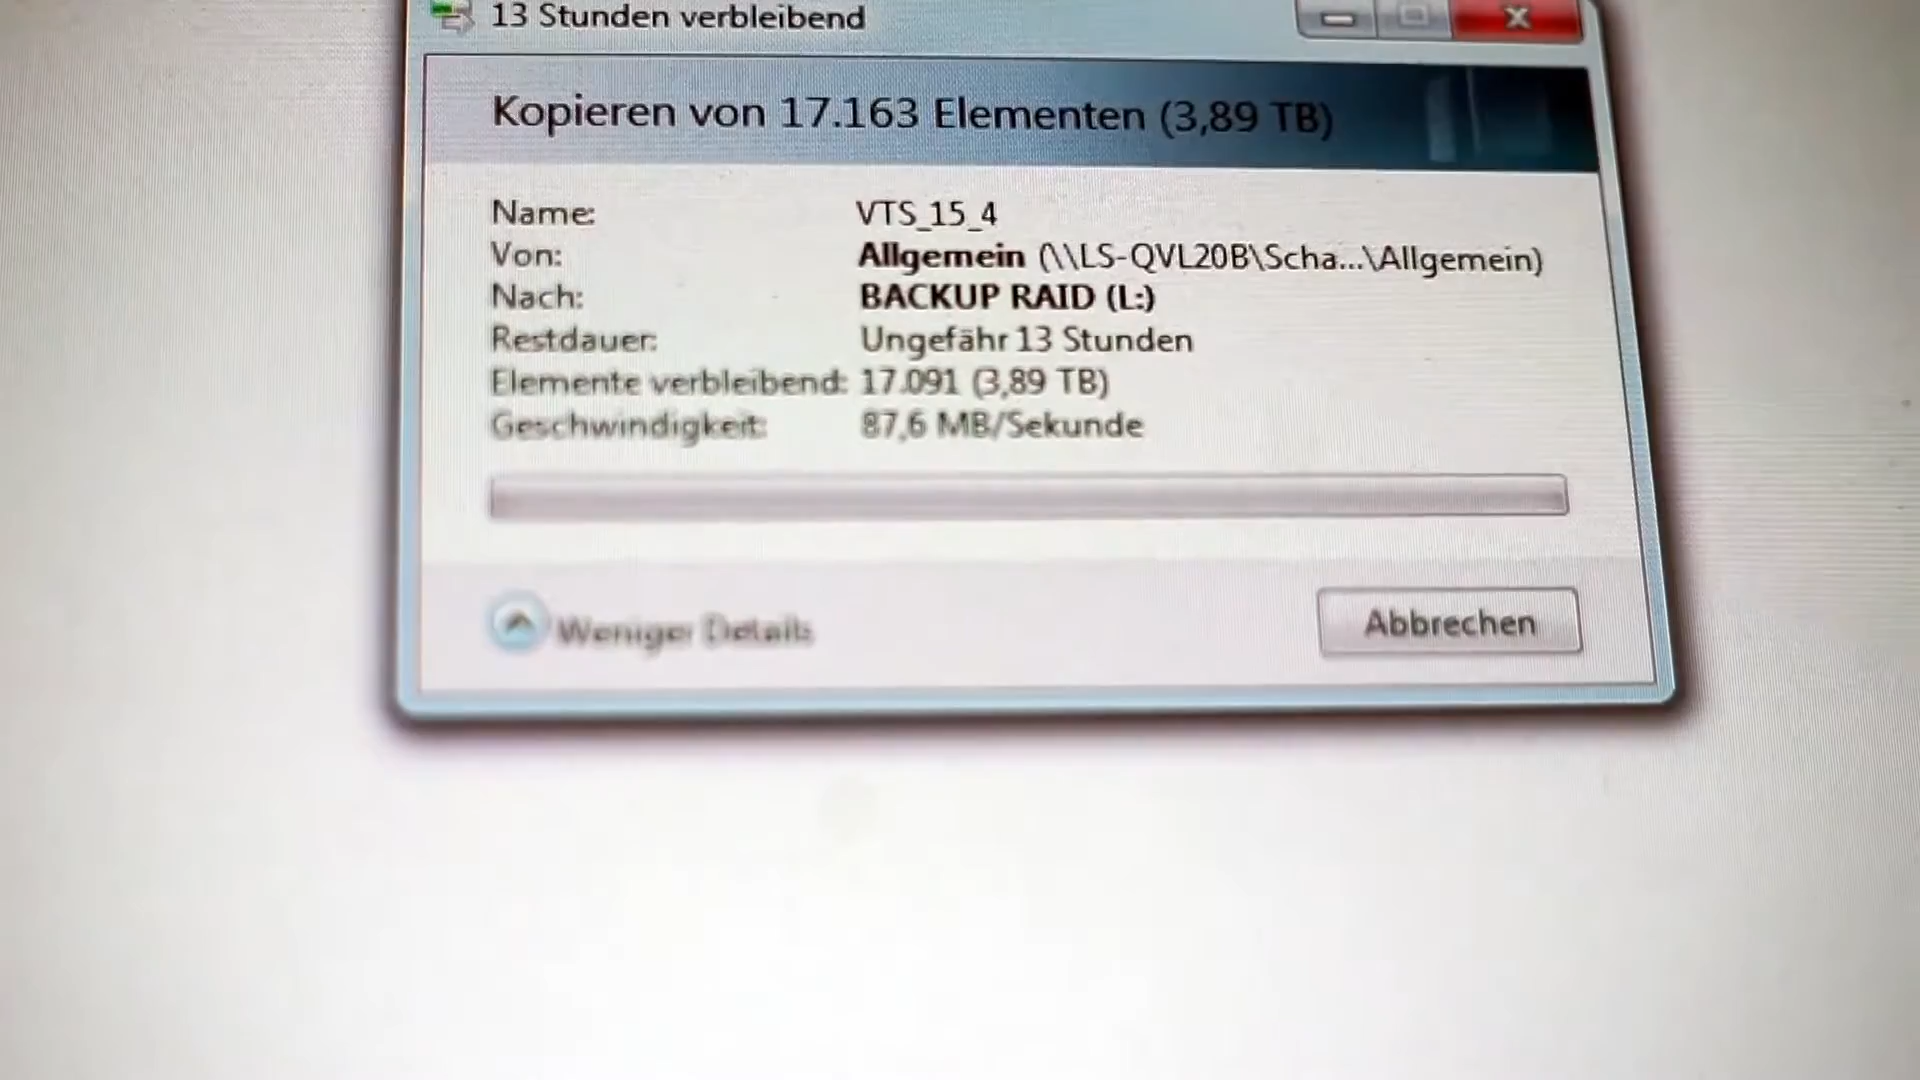 13 Stunden verbleibend
Kopieren von 17.163 Elementen (3,89 TB)
Name: VTS_15_4
Von: Allgemein (\\LS-QVL20B\Scha...\Allgemein)
Nach: BACKUP RAID (L:)
Restdauer: Ungefähr 13 Stunden
Elemente verbleibend: 17.091 (3,89 TB)
Geschwindigkeit: 87,6 MB/Sekunde
Weniger Details
Abbrechen